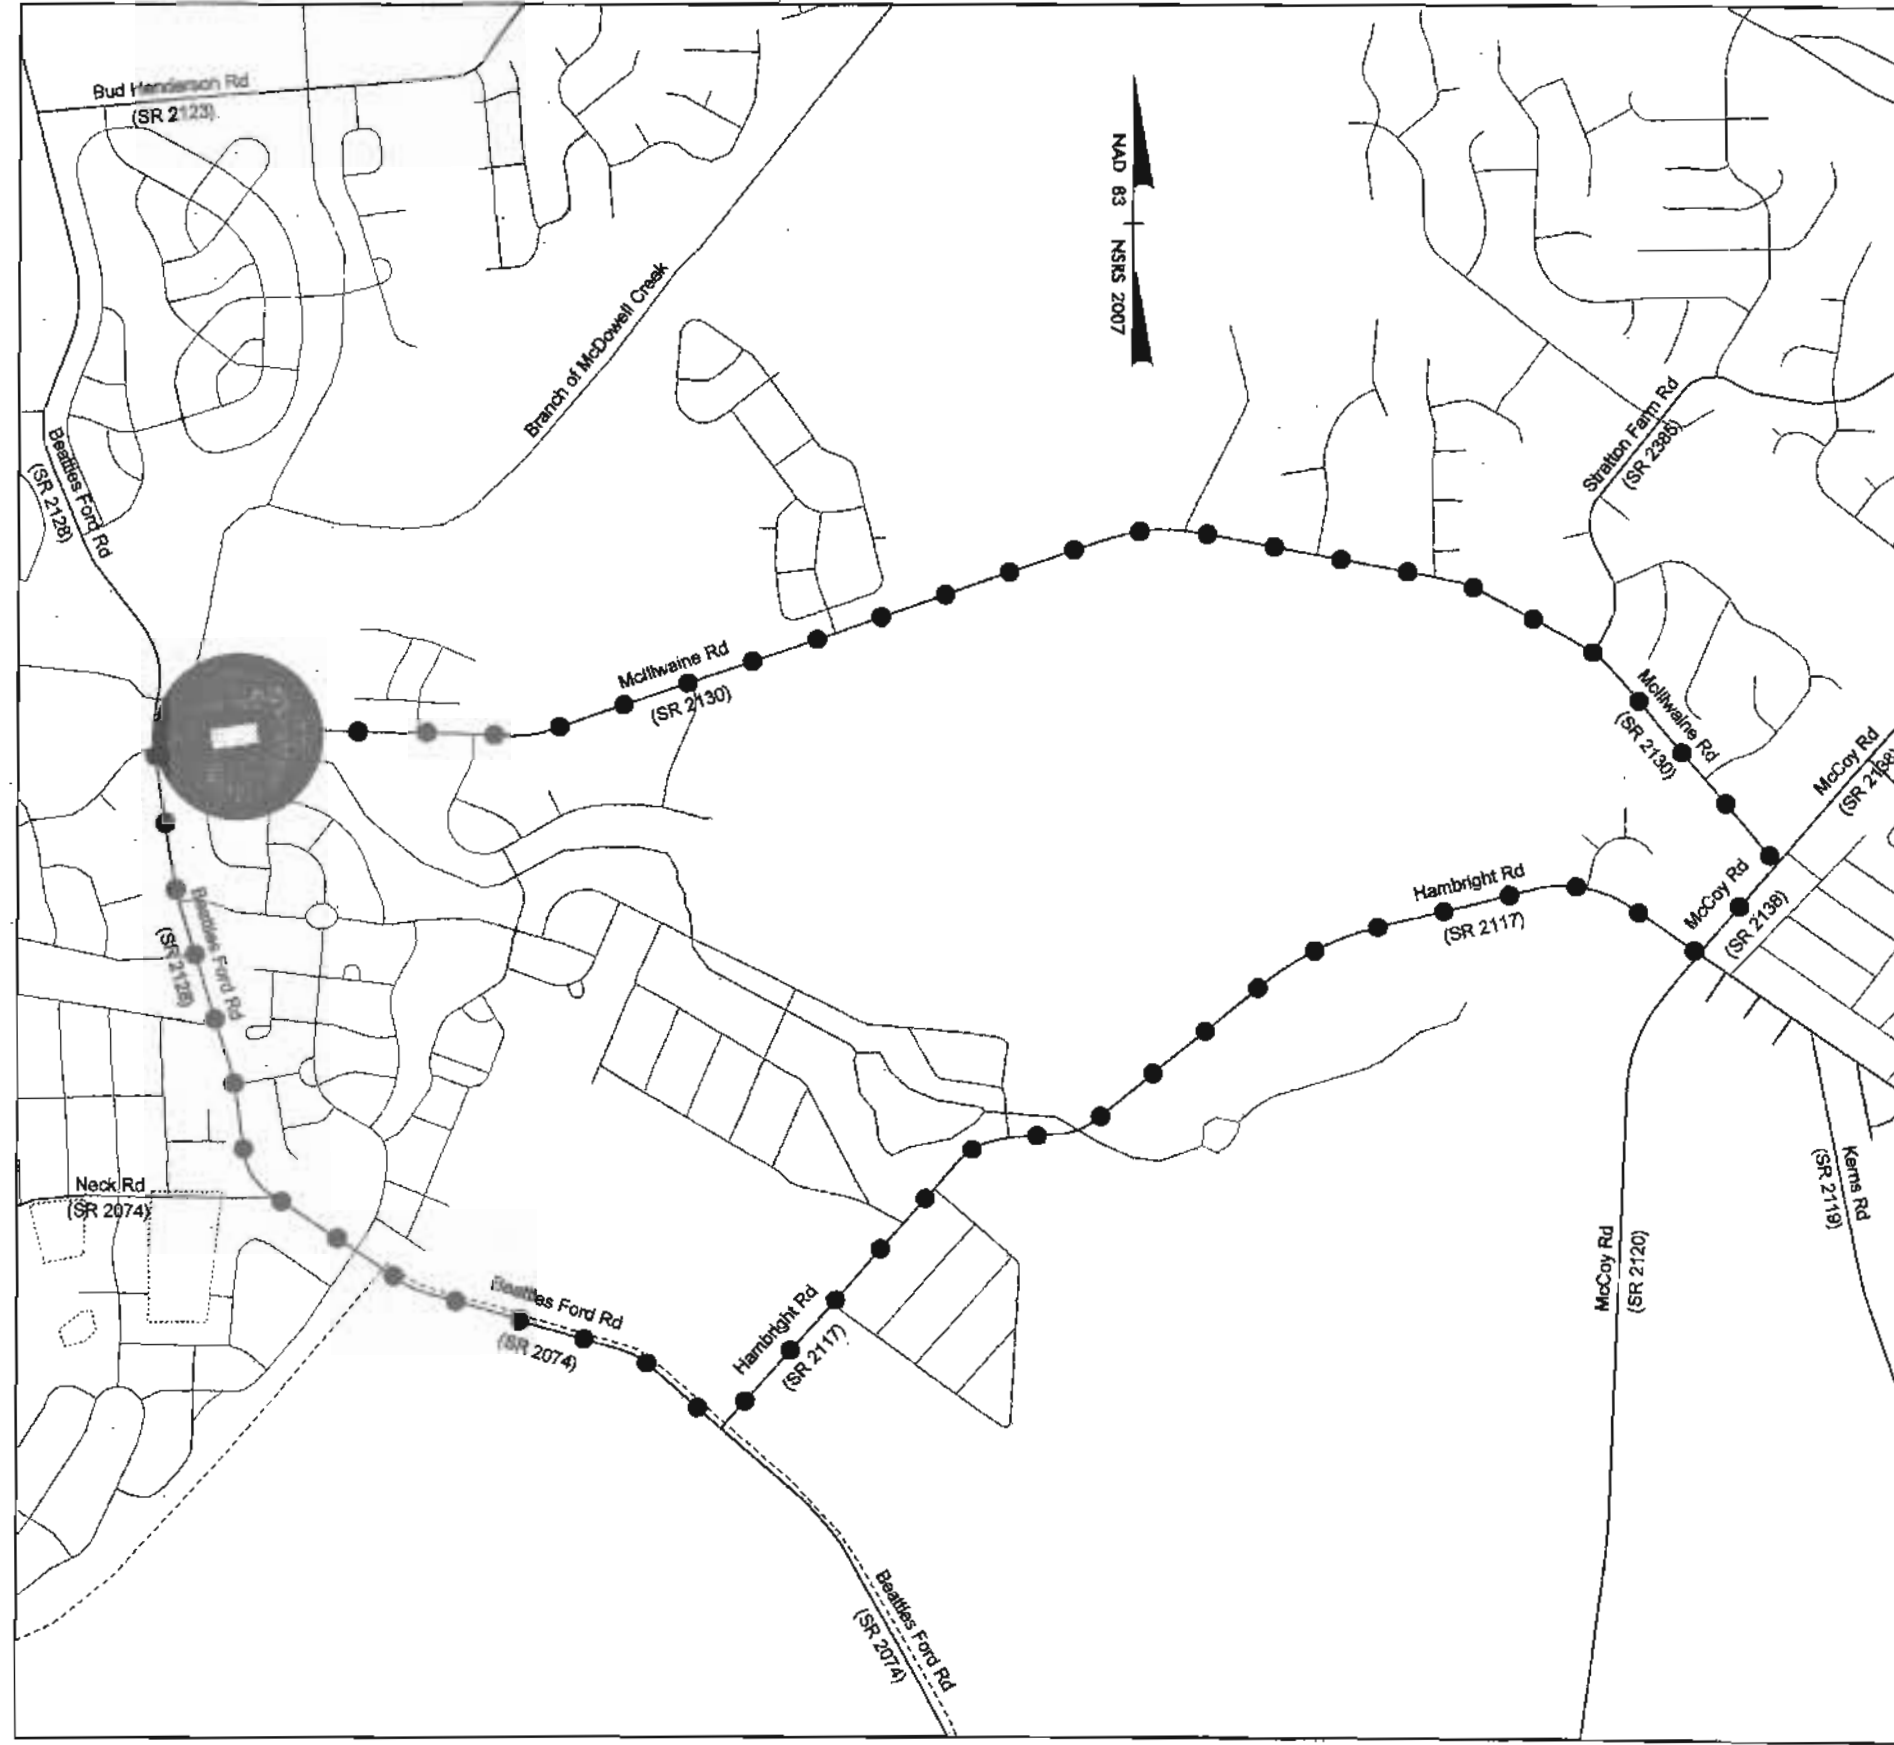 Bud Henderson Rd
(SR 2123)
NAD 83 NSRS 2007
Branch of McDowell Creek
Beatties Ford Rd
(SR 2128)
Stratton Farm Rd
(SR 2385)
McIlwaine Rd
(SR 2130)
McIlwaine Rd
(SR 2130)
McCoy Rd
(SR 2138)
McCoy Rd
(SR 2138)
Hambright Rd
(SR 2117)
Beatties Ford Rd
(SR 2128)
Neck Rd
(SR 2074)
Kerns Rd
(SR 2119)
McCoy Rd
(SR 2120)
Beatties Ford Rd
(SR 2074)
Hambright Rd
(SR 2117)
Beatties Ford Rd
(SR 2074)